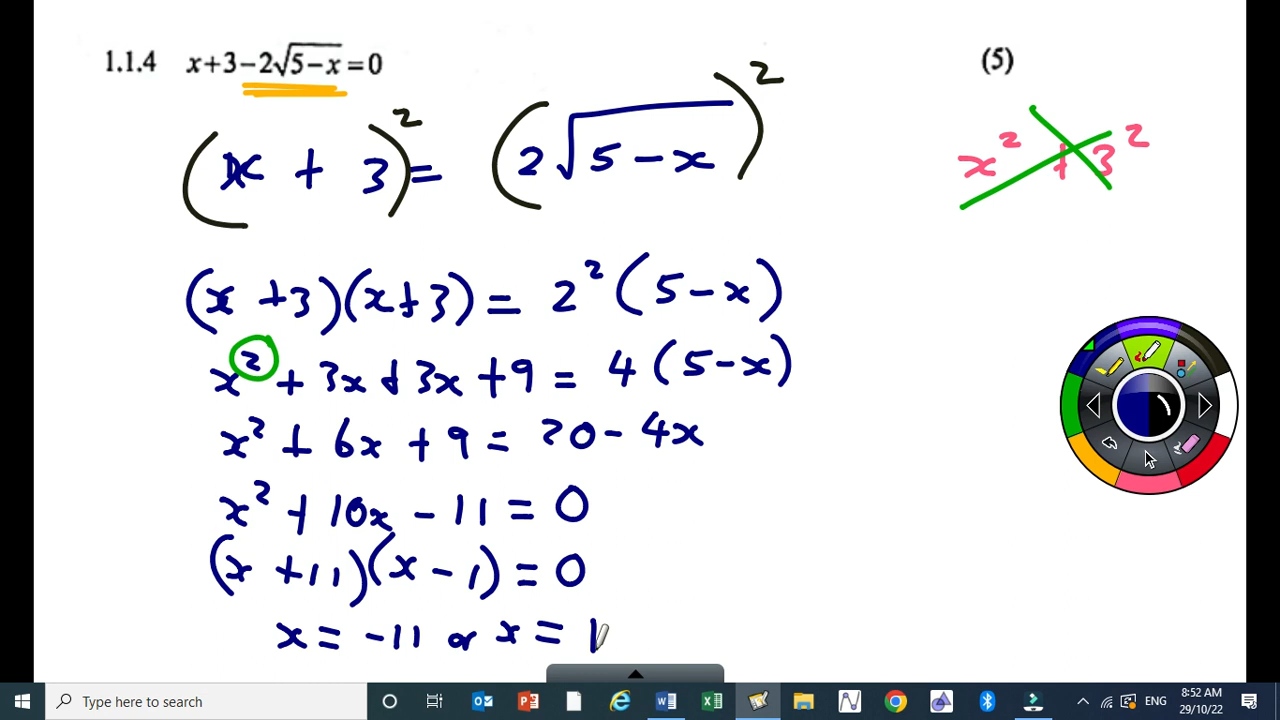 1.1.4 x+3−2√5−x=0 (5)
(x + 3)² = (2√5−x)²
x² + 3²
(x +3)(x+3) = 2² (5−x)
x² + 3x + 3x + 9 = 4 (5−x)
x² + 6x + 9 = 20 − 4x
x² + 10x − 11 = 0
(x +11)(x − 1) = 0
x = −11 or x = 1
Type here to search
ENG
8:52 AM
29/10/22